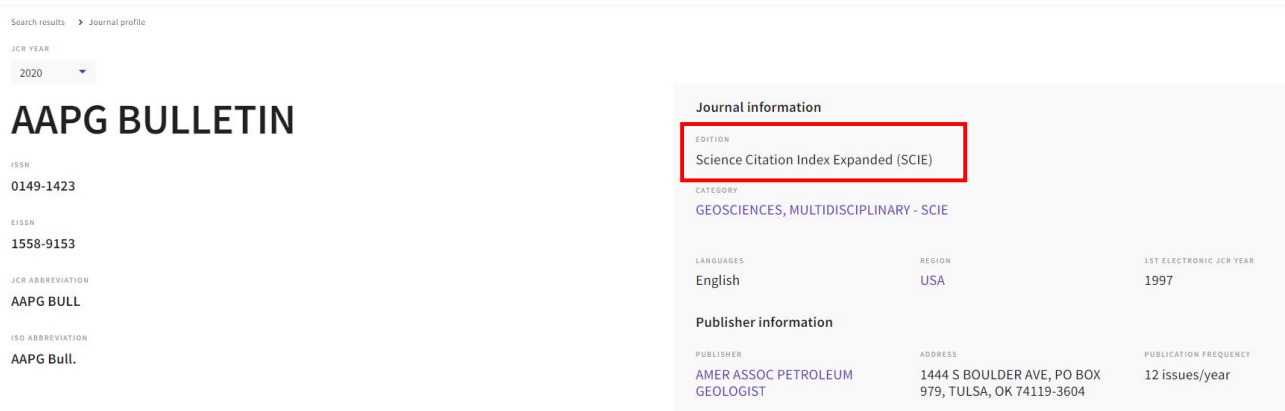 Search results > Journal profile
JCR YEAR
2020
AAPG BULLETIN
ISSN
0149-1423
EISSN
1558-9153
JCR ABBREVIATION
AAPG BULL
ISO ABBREVIATION
AAPG Bull.
Journal information
EDITION
Science Citation Index Expanded (SCIE)
CATEGORY
GEOSCIENCES, MULTIDISCIPLINARY - SCIE
LANGUAGES REGION 1ST ELECTRONIC JCR YEAR
English USA 1997
Publisher information
PUBLISHER ADDRESS PUBLICATION FREQUENCY
AMER ASSOC PETROLEUM 1444 S BOULDER AVE, PO BOX 12 issues/year
GEOLOGIST 979, TULSA, OK 74119-3604